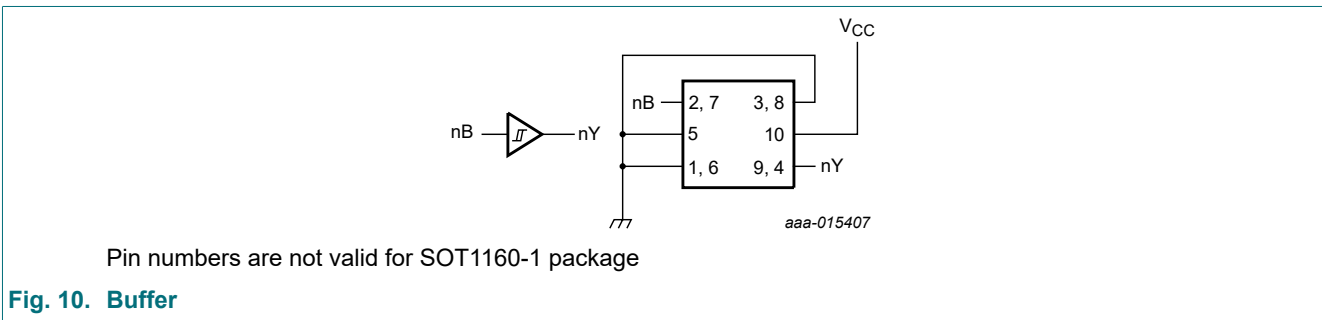 VCC
nB 2, 7 3, 8
nB nY 5 10
1, 6 9, 4 nY
aaa-015407
Pin numbers are not valid for SOT1160-1 package
Fig. 10. Buffer